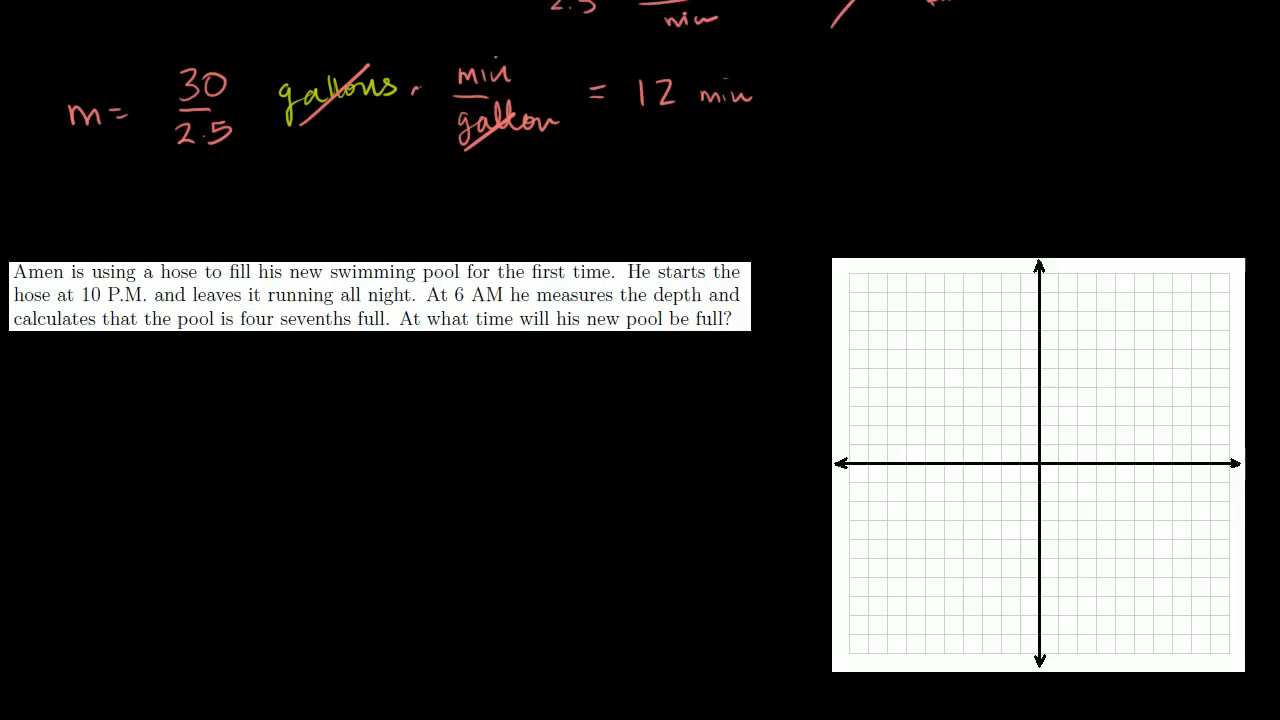 2.5 min
m = 30/2.5 gallons · min/gallon = 12 min
Amen is using a hose to fill his new swimming pool for the first time. He starts the
hose at 10 P.M. and leaves it running all night. At 6 AM he measures the depth and
calculates that the pool is four sevenths full. At what time will his new pool be full?